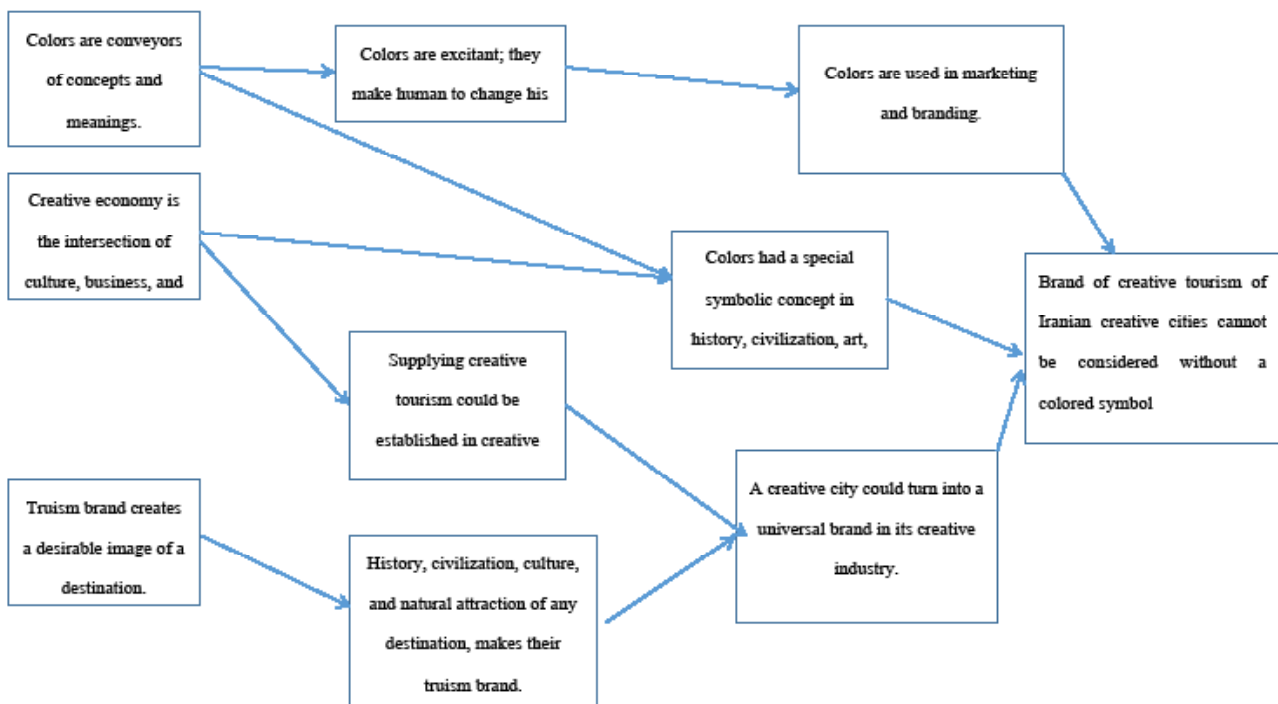 Colors are conveyors
of concepts and
meanings.
Colors are excitant; they
make human to change his
Colors are used in marketing
and branding.
Creative economy is
the intersection of
culture, business, and
Colors had a special
symbolic concept in
history, civilization, art,
Brand of creative tourism of
Iranian creative cities cannot
be considered without a
colored symbol
Supplying creative
tourism could be
established in creative
Truism brand creates
a desirable image of a
destination.
History, civilization, culture,
and natural attraction of any
destination, makes their
truism brand.
A creative city could turn into a
universal brand in its creative
industry.